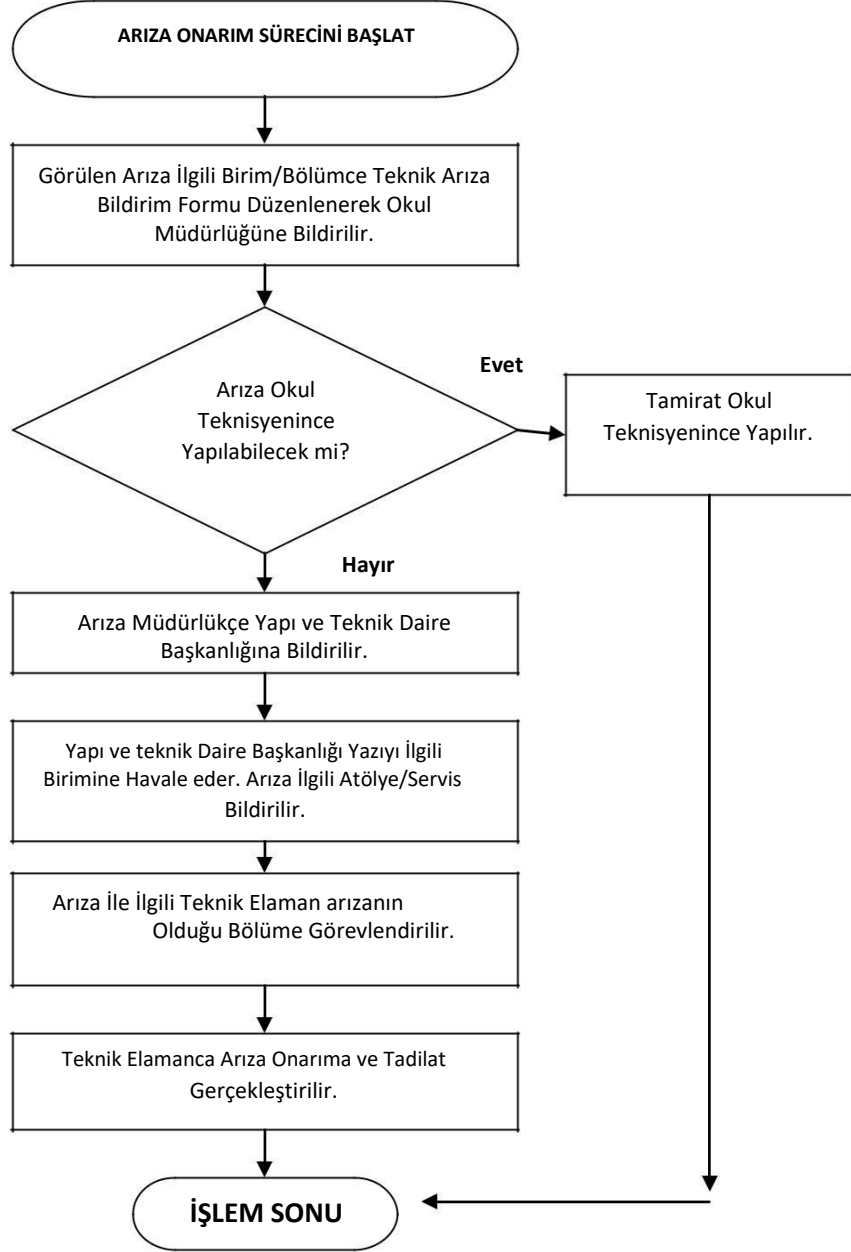 ARIZA ONARIM SÜRECİNİ BAŞLAT
Görülen Arıza İlgili Birim/Bölümce Teknik Arıza
Bildirim Formu Düzenlenerek Okul
Müdürlüğüne Bildirilir.
Arıza Okul
Teknisyenince
Yapılabilecek mi?
Evet
Tamirat Okul
Teknisyenince Yapılır.
Hayır
Arıza Müdürlükçe Yapı ve Teknik Daire
Başkanlığına Bildirilir.
Yapı ve teknik Daire Başkanlığı Yazıyı İlgili
Birimine Havale eder. Arıza İlgili Atölye/Servis
Bildirilir.
Arıza İle İlgili Teknik Elaman arızanın
Olduğu Bölüme Görevlendirilir.
Teknik Elamanca Arıza Onarıma ve Tadilat
Gerçekleştirilir.
İŞLEM SONU